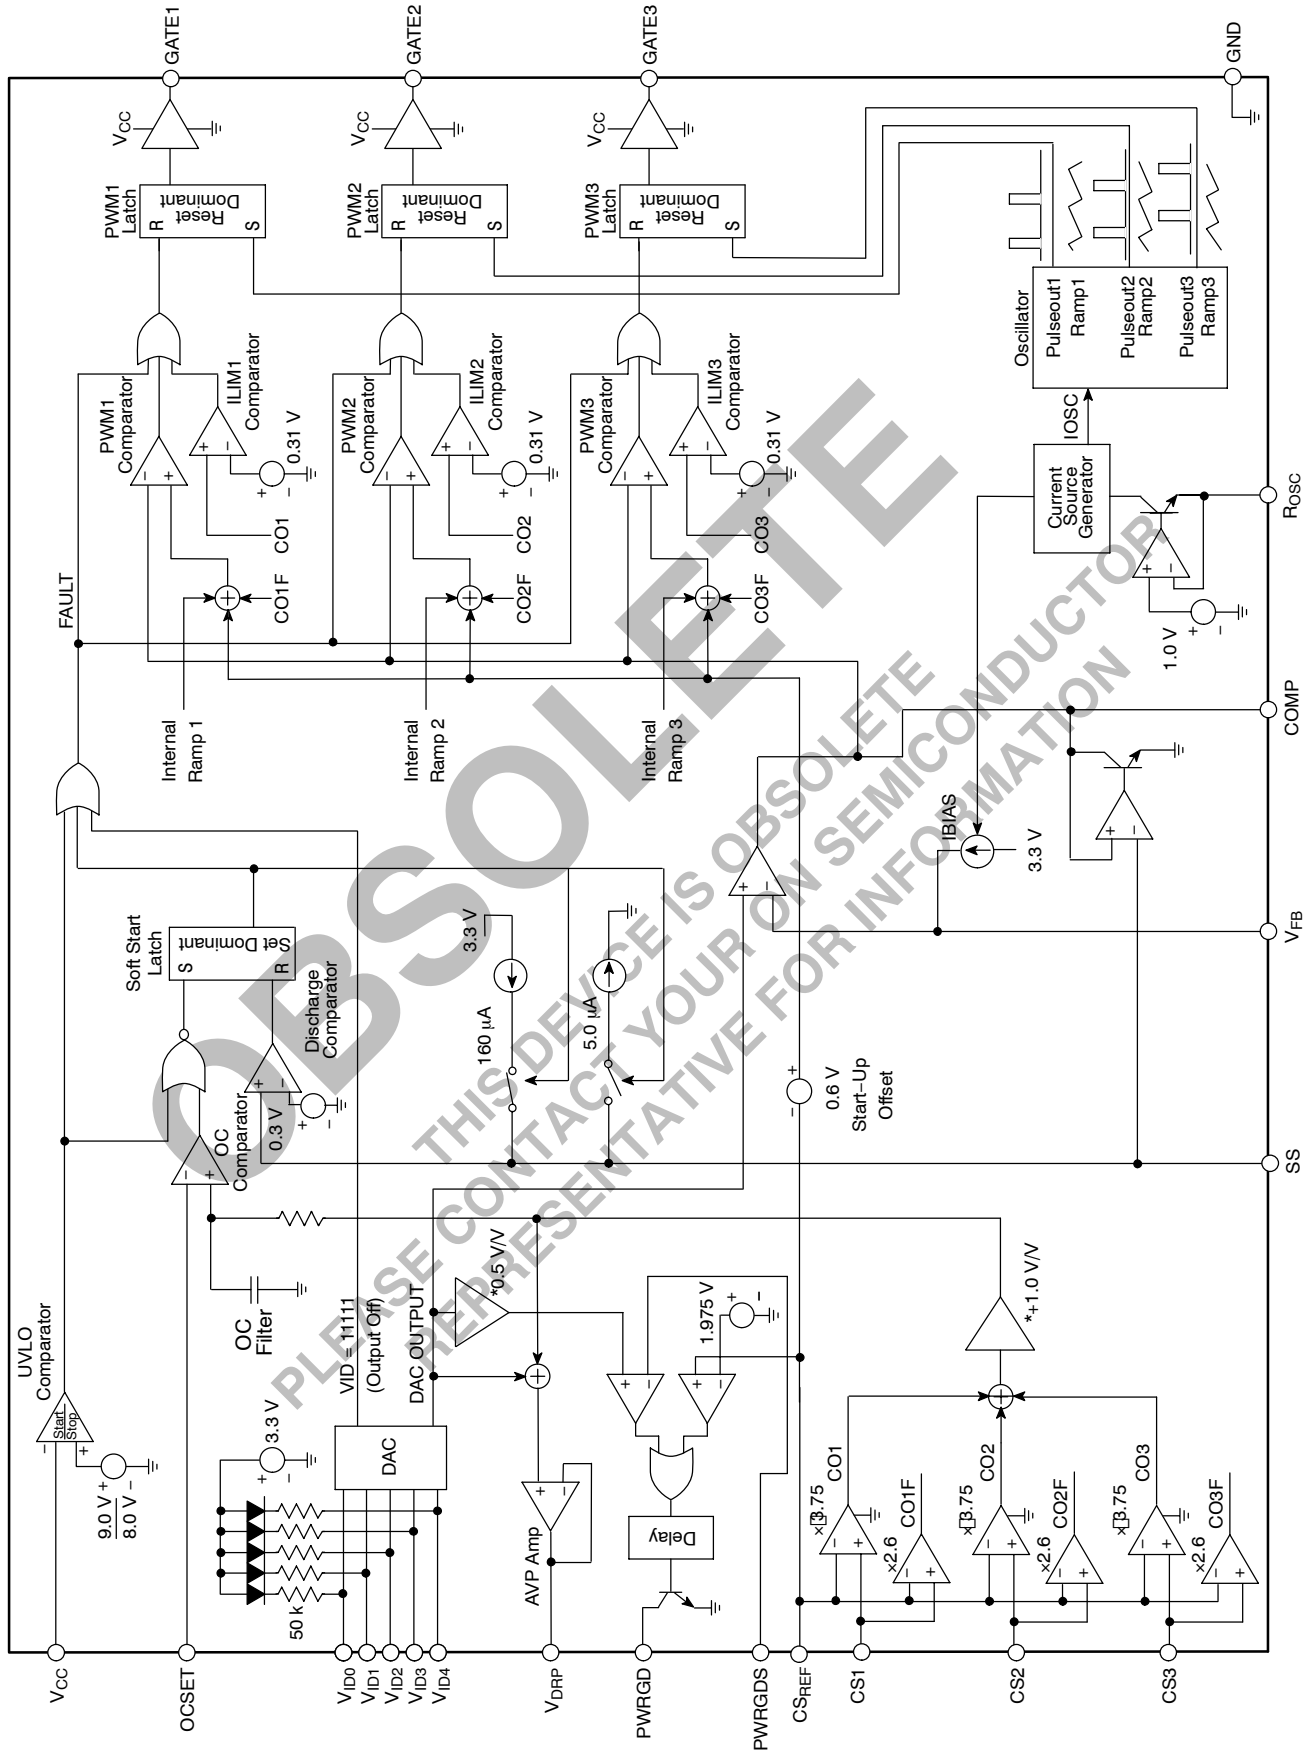 VCC
OCSET
VID0
VID1
VID2
VID3
VID4
VDRP
PWRGD
PWRGDS
CSREF
CS1
CS2
CS3
UVLO
Comparator
Start
Stop
−
+
9.0 V
8.0 V
+
−
3.3 V
+
−
50 k
DAC
VID = 11111
(Output Off)
DAC OUTPUT
OC
Filter
*0.5 V/V
AVP Amp
+
−
Delay
+
−
+
−
1.975 V
+
−
×3.75
CO1
×2.6
CO1F
×3.75
CO2
×2.6
CO2F
×3.75
CO3
×2.6
CO3F
−
+
−
+
−
+
−
+
−
+
−
+
*+1.0 V/V
OC
Comparator
−
+
0.3 V
+
−
Discharge
Comparator
+
−
Soft Start
Latch
S
R
Set Dominant
160 µA
3.3 V
5.0 µA
−
+
0.6 V
Start−Up
Offset
+
−
IBIAS
3.3 V
+
−
FAULT
Internal
Ramp 1
CO1F
CO1
PWM1
Comparator
−
+
ILIM1
Comparator
+
−
0.31 V
+
−
PWM1
Latch
R
S
Reset
Dominant
VCC
GATE1
Internal
Ramp 2
CO2F
CO2
PWM2
Comparator
−
+
ILIM2
Comparator
+
−
0.31 V
+
−
PWM2
Latch
R
S
Reset
Dominant
VCC
GATE2
Internal
Ramp 3
CO3F
CO3
PWM3
Comparator
−
+
ILIM3
Comparator
+
−
0.31 V
+
−
PWM3
Latch
R
S
Reset
Dominant
VCC
GATE3
Oscillator
Pulseout1
Ramp1
Pulseout2
Ramp2
Pulseout3
Ramp3
IOSC
Current
Source
Generator
+
−
1.0 V
+
−
GND
ROSC
COMP
VFB
SS
OBSOLETE
THIS DEVICE IS OBSOLETE
PLEASE CONTACT YOUR ON SEMICONDUCTOR
REPRESENTATIVE FOR INFORMATION